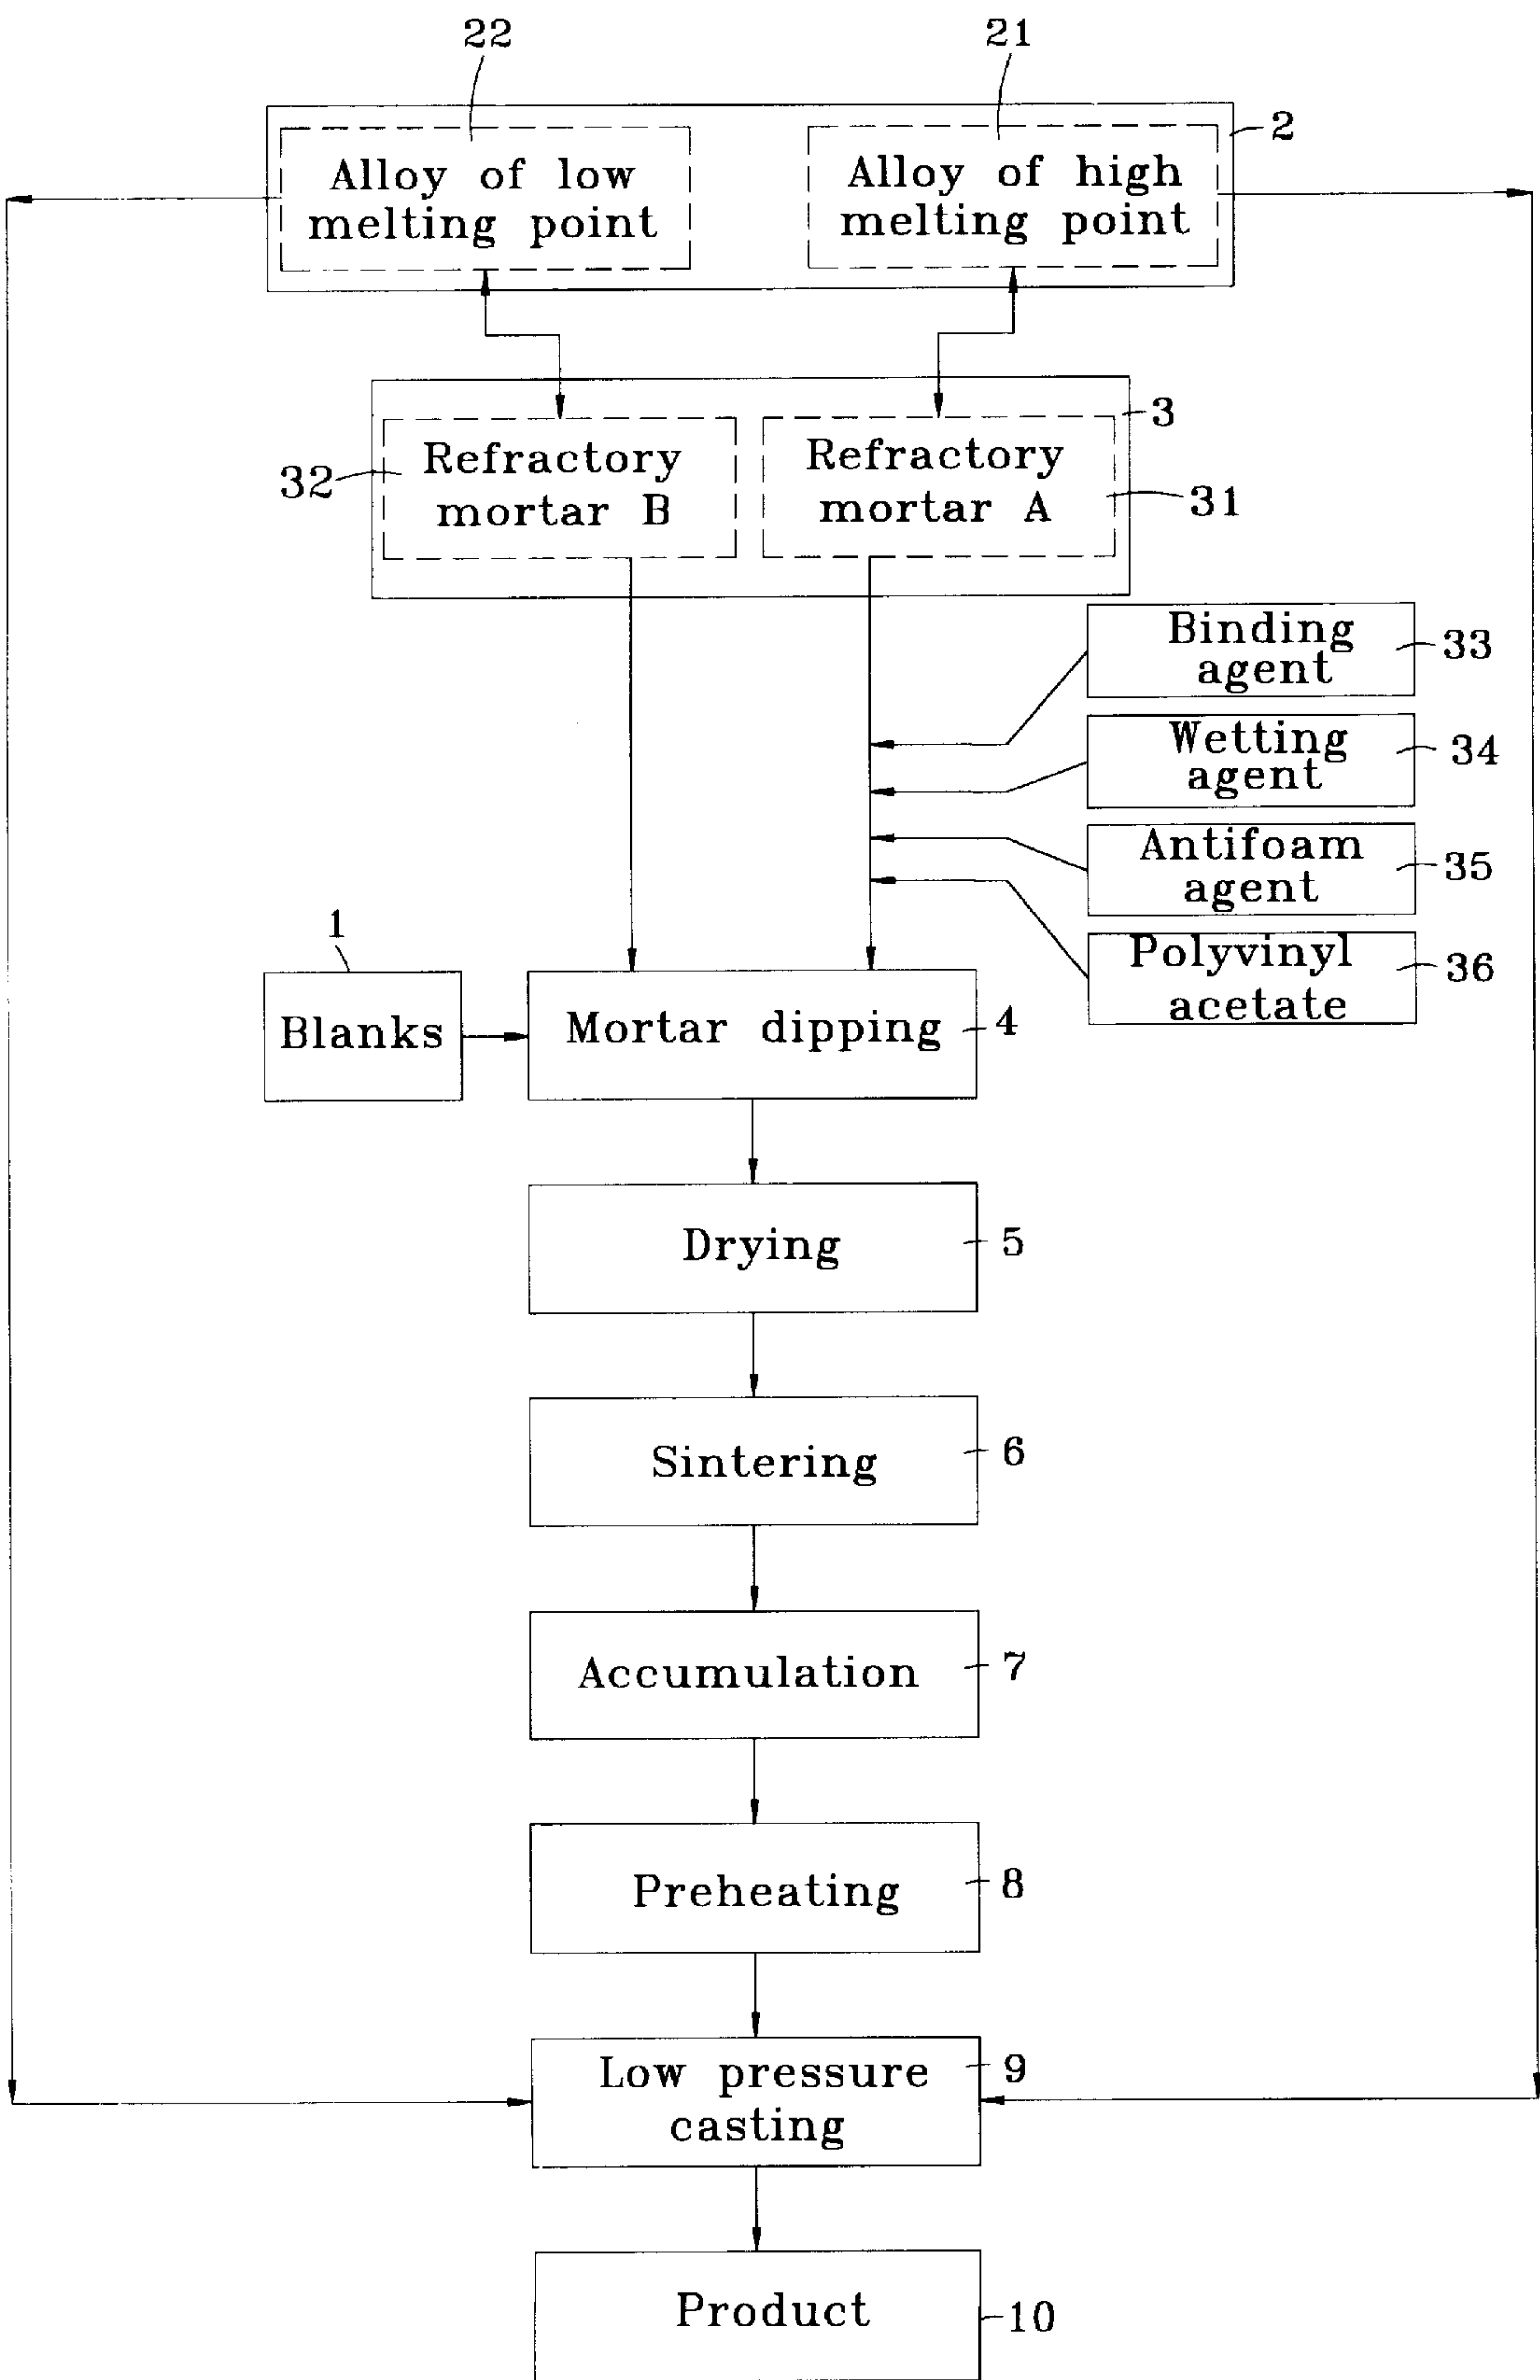 22
21
2
Alloy of low
melting point
Alloy of high
melting point
3
Refractory
mortar B
32
Refractory
mortar A
31
Binding
agent
33
Wetting
agent
34
Antifoam
agent
35
Polyvinyl
acetate
36
1
Blanks
Mortar dipping
4
Drying
5
Sintering
6
Accumulation
7
Preheating
8
Low pressure
casting
9
Product
10